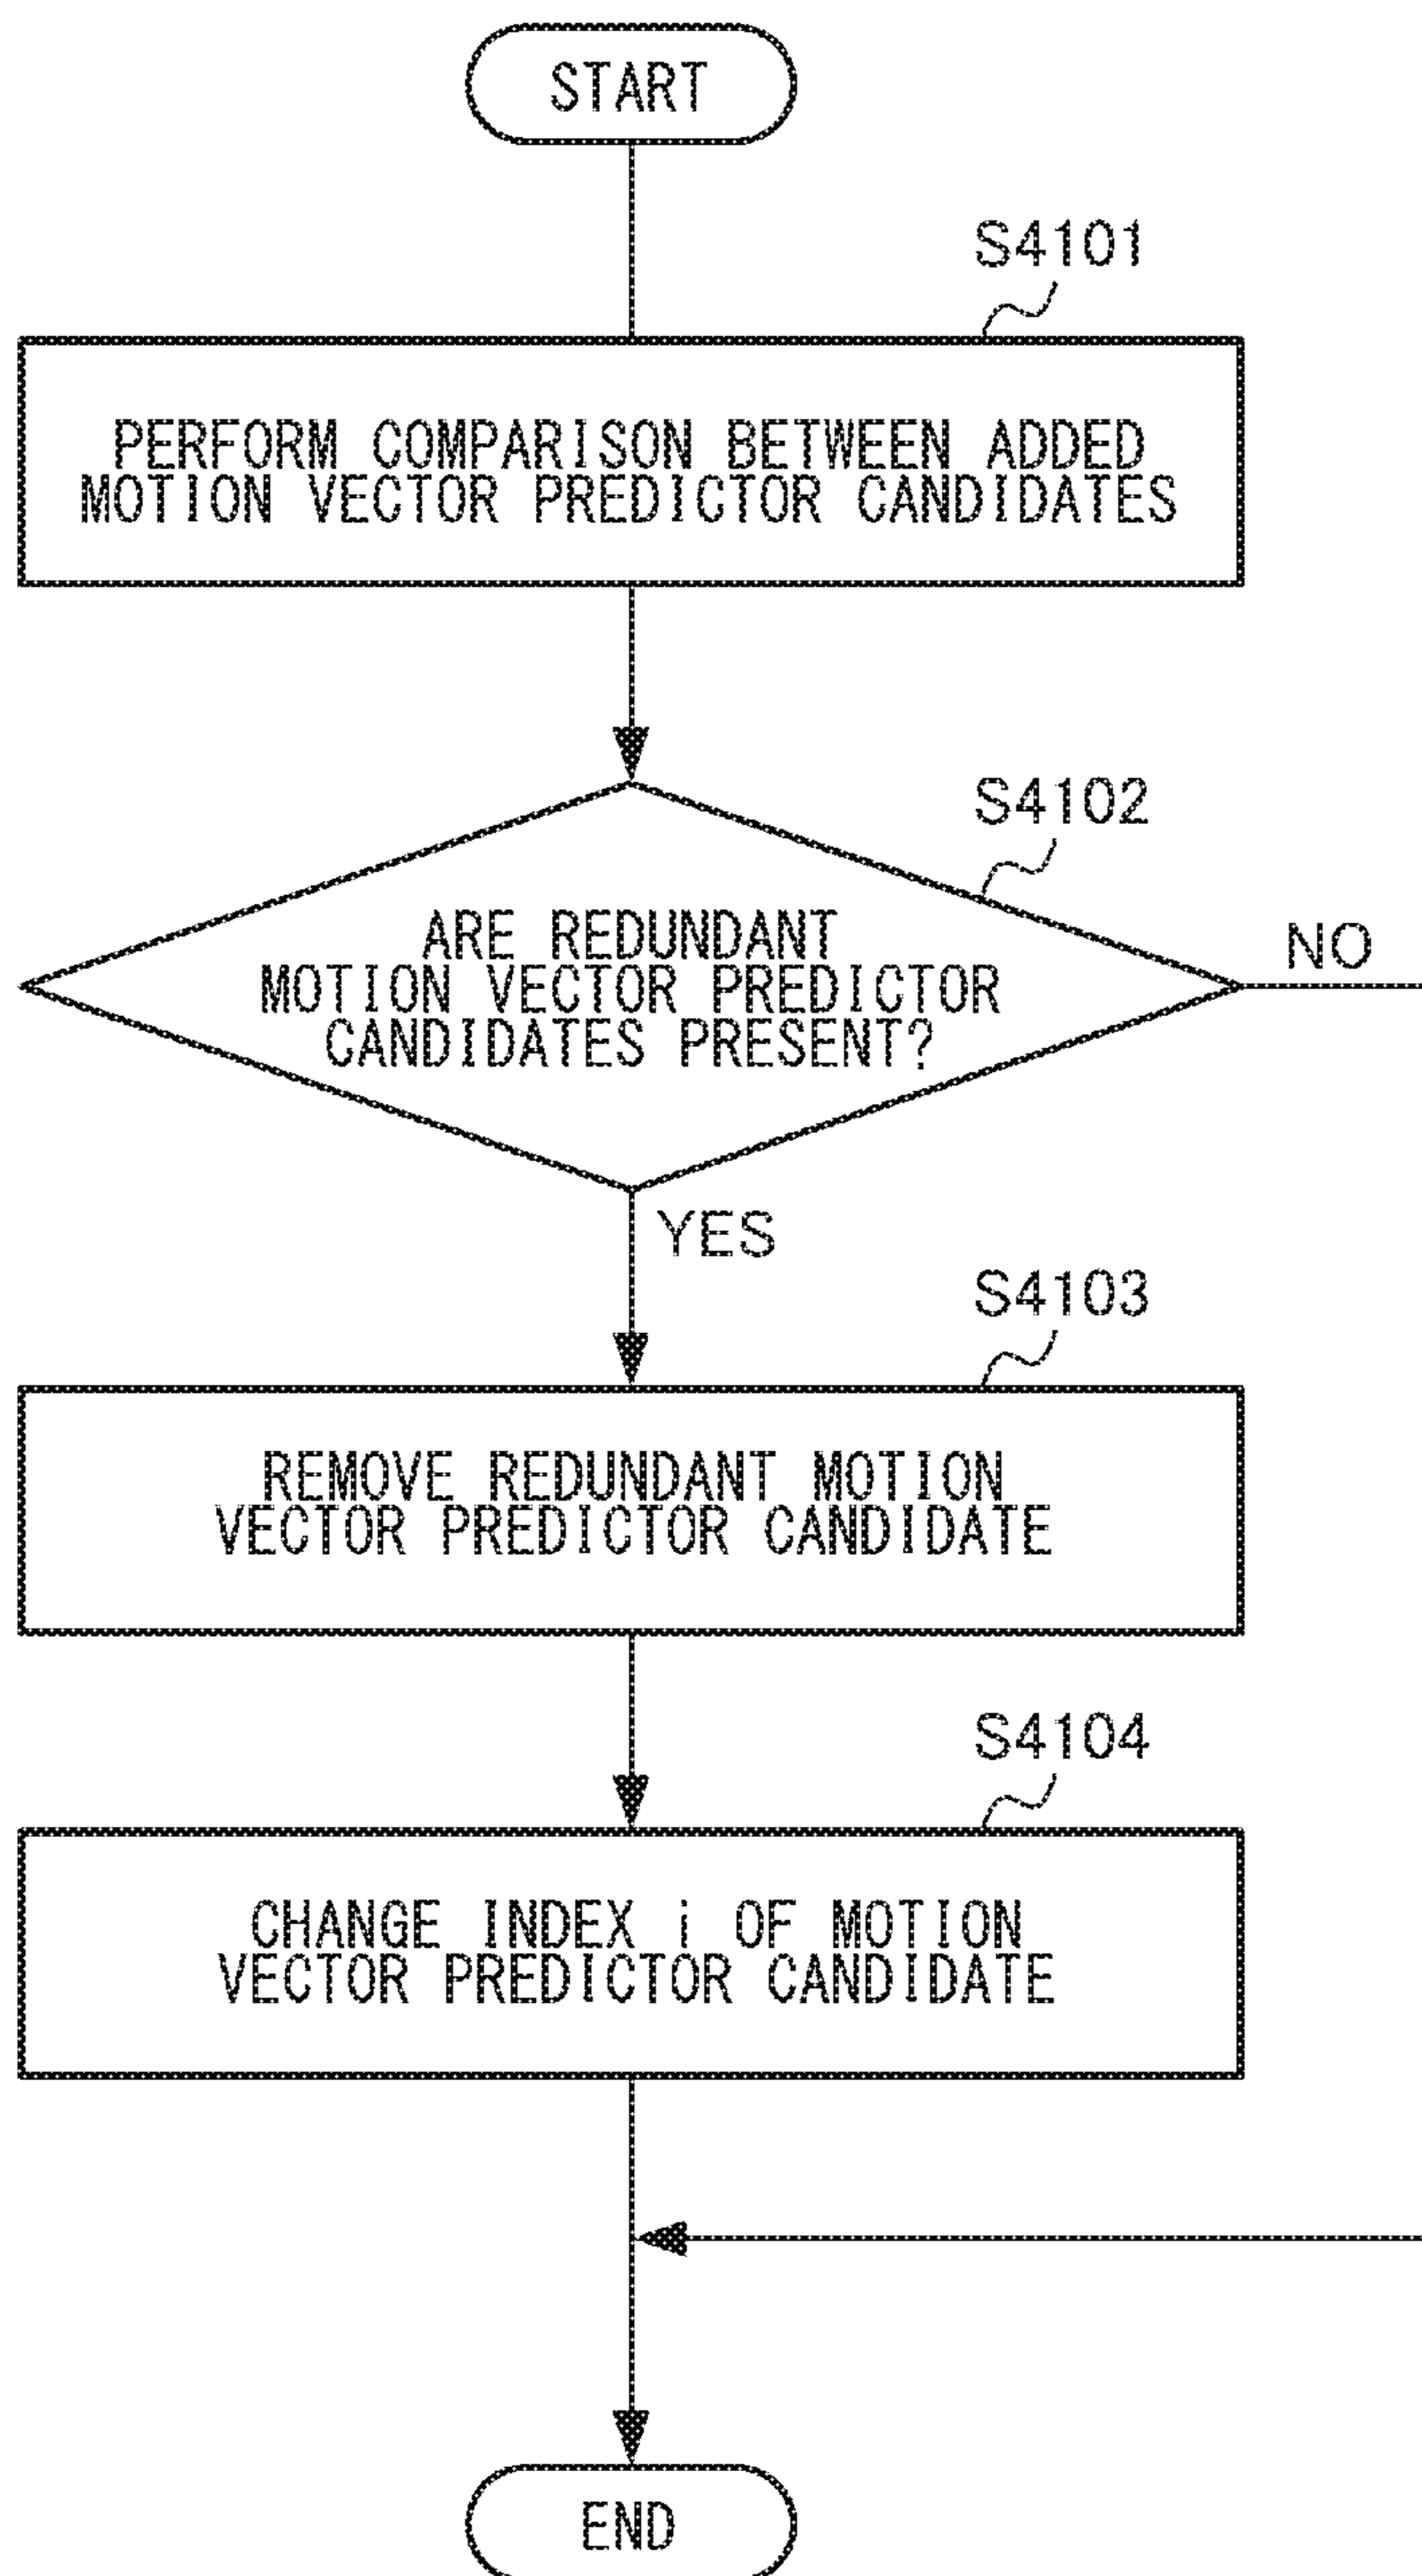 START
S4101
PERFORM COMPARISON BETWEEN ADDED
MOTION VECTOR PREDICTOR CANDIDATES
S4102
ARE REDUNDANT
MOTION VECTOR PREDICTOR
CANDIDATES PRESENT?
NO
YES
S4103
REMOVE REDUNDANT MOTION
VECTOR PREDICTOR CANDIDATE
S4104
CHANGE INDEX i OF MOTION
VECTOR PREDICTOR CANDIDATE
END